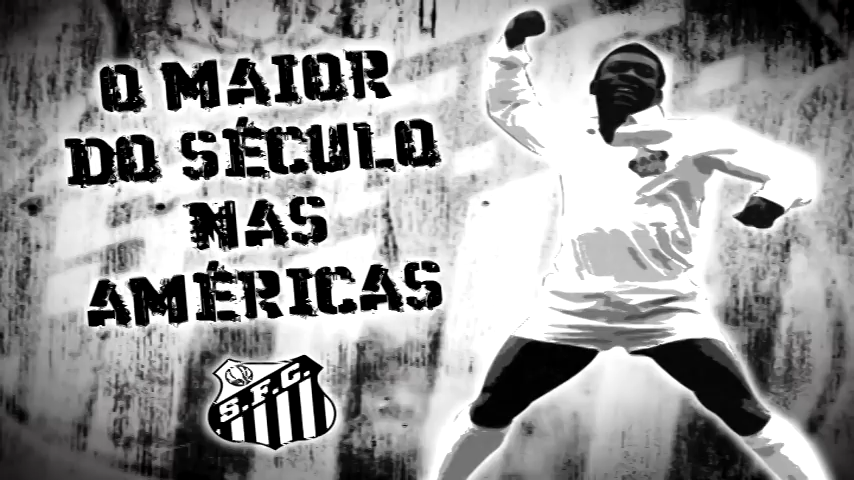 O MAIOR
DO SÉCULO
NAS
AMÉRICAS
S.F.C.